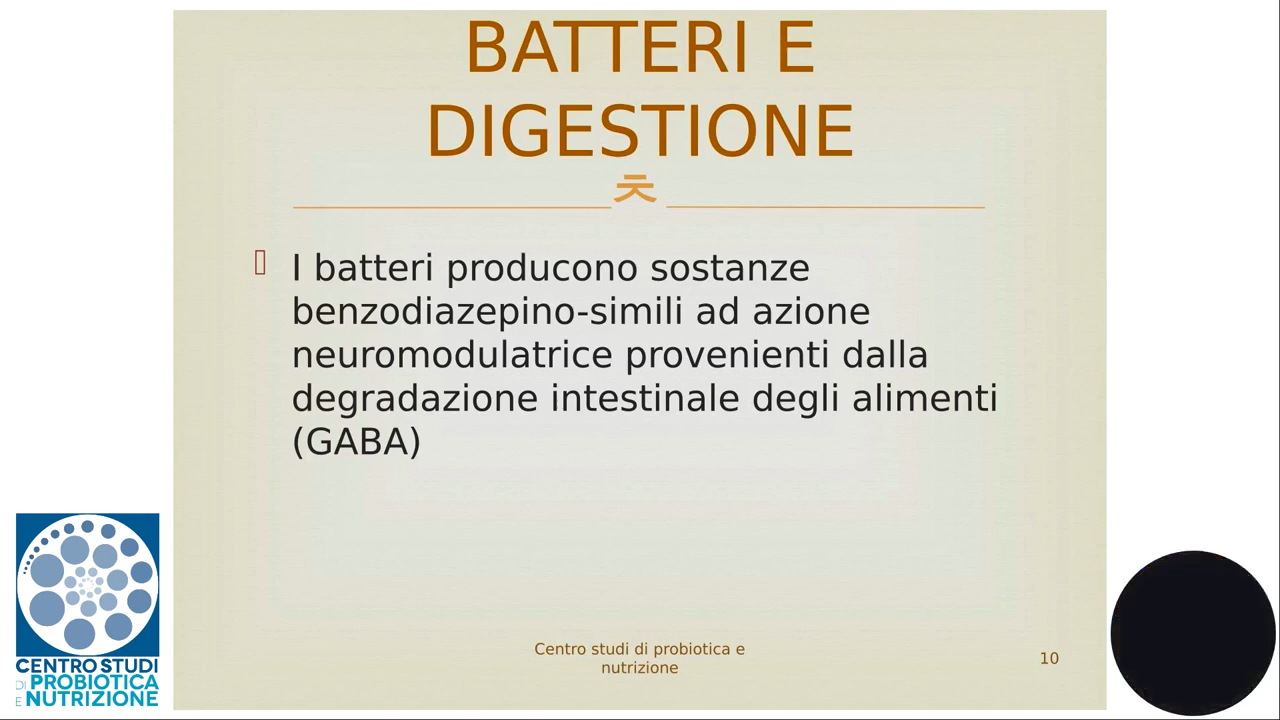 BATTERI E
DIGESTIONE
I batteri producono sostanze
benzodiazepino-simili ad azione
neuromodulatrice provenienti dalla
degradazione intestinale degli alimenti
(GABA)
Centro studi di probiotica e
nutrizione
10
CENTRO STUDI
DI PROBIOTICA
E NUTRIZIONE